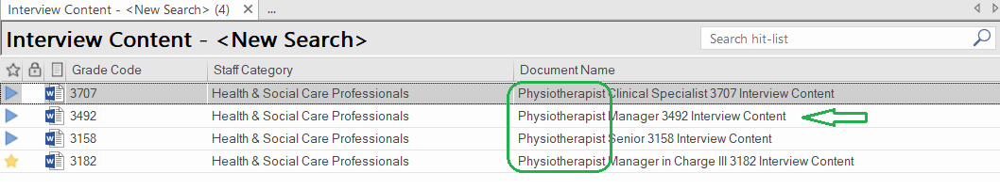 Interview Content - <New Search> (4) ...
Interview Content - <New Search> Search hit-list
Grade Code Staff Category Document Name
3707 Health & Social Care Professionals Physiotherapist Clinical Specialist 3707 Interview Content
3492 Health & Social Care Professionals Physiotherapist Manager 3492 Interview Content
3158 Health & Social Care Professionals Physiotherapist Senior 3158 Interview Content
3182 Health & Social Care Professionals Physiotherapist Manager in Charge III 3182 Interview Content